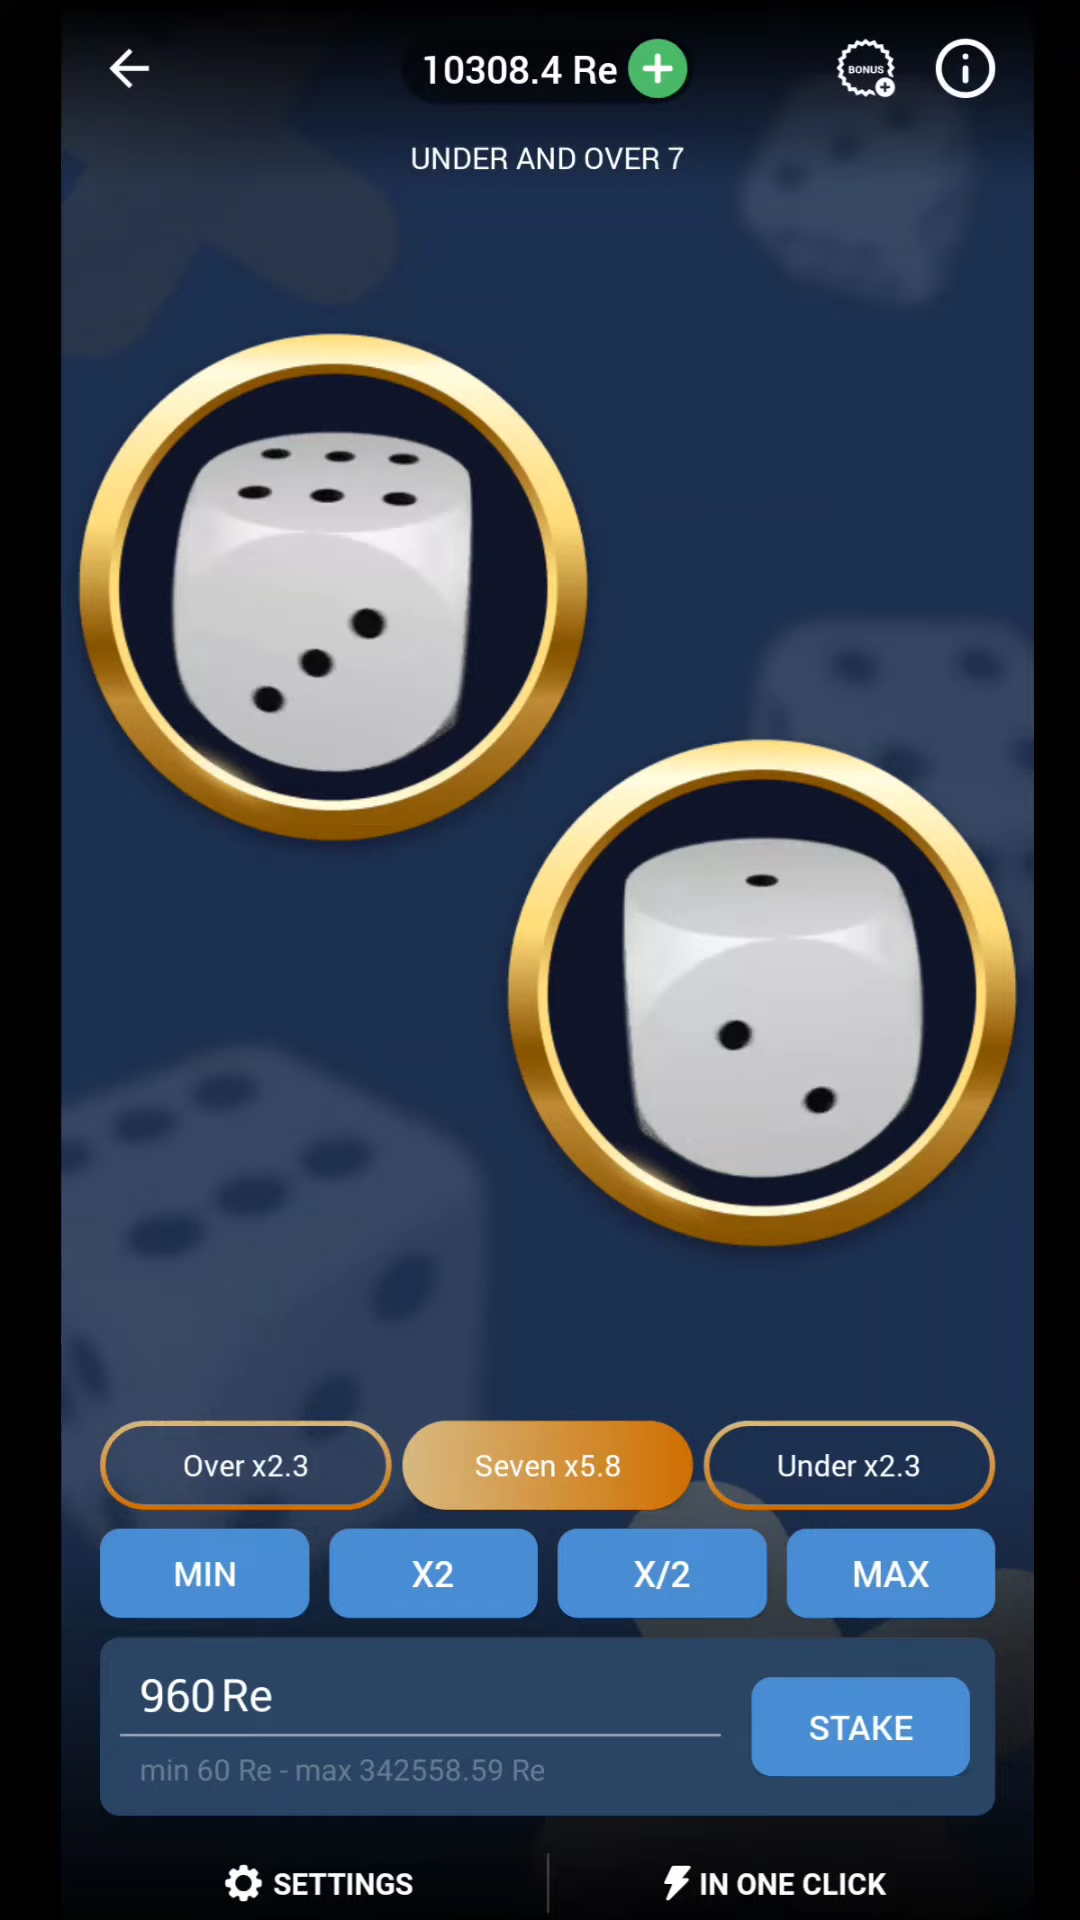 10308.4 Re
BONUS
UNDER AND OVER 7
Over x2.3
Seven x5.8
Under x2.3
MIN
X2
X/2
MAX
960 Re
STAKE
min 60 Re - max 342558.59 Re
SETTINGS
IN ONE CLICK